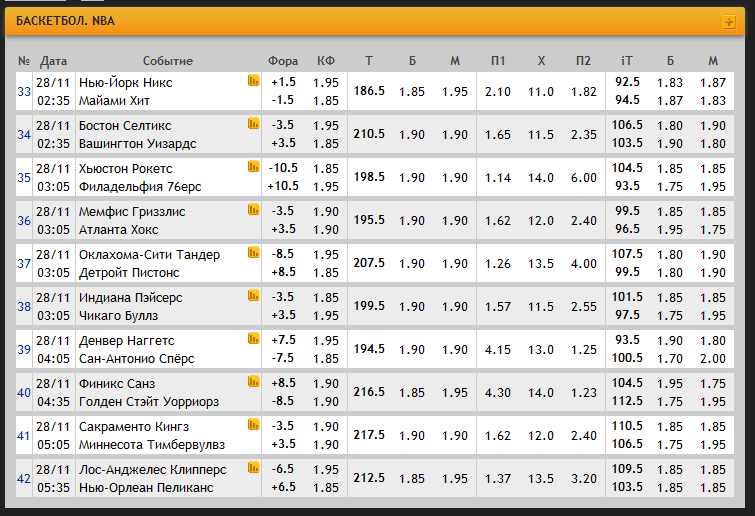 БАСКЕТБОЛ. NBA
№ Дата Событие Фора КФ Т Б М П1 X П2 iТ Б М
33 28/11 Нью-Йорк Никс +1.5 1.95 186.5 1.85 1.95 2.10 11.0 1.82 92.5 1.83 1.87
02:35 Майами Хит -1.5 1.85 94.5 1.87 1.83
34 28/11 Бостон Селтикс -3.5 1.95 210.5 1.90 1.90 1.65 11.5 2.35 106.5 1.80 1.90
02:35 Вашингтон Уизардс +3.5 1.85 103.5 1.90 1.80
35 28/11 Хьюстон Рокетс -10.5 1.85 198.5 1.90 1.90 1.14 14.0 6.00 104.5 1.85 1.85
03:05 Филадельфия 76ерс +10.5 1.95 93.5 1.75 1.95
36 28/11 Мемфис Гриззлис -3.5 1.90 195.5 1.90 1.90 1.62 12.0 2.40 99.5 1.85 1.85
03:05 Атланта Хокс +3.5 1.90 96.5 1.95 1.75
37 28/11 Оклахома-Сити Тандер -8.5 1.95 207.5 1.90 1.90 1.26 13.5 4.00 107.5 1.80 1.90
03:05 Детройт Пистонс +8.5 1.85 99.5 1.80 1.90
38 28/11 Индиана Пэйсерс -3.5 1.85 199.5 1.90 1.90 1.57 11.5 2.55 101.5 1.85 1.85
03:05 Чикаго Буллз +3.5 1.95 97.5 1.75 1.95
39 28/11 Денвер Наггетс +7.5 1.95 194.5 1.90 1.90 4.15 13.0 1.25 93.5 1.90 1.80
04:05 Сан-Антонио Спёрс -7.5 1.85 100.5 1.70 2.00
40 28/11 Финикс Санз +8.5 1.90 216.5 1.85 1.95 4.30 14.0 1.23 104.5 1.95 1.75
04:35 Голден Стэйт Уорриорз -8.5 1.90 112.5 1.75 1.95
41 28/11 Сакраменто Кингз -3.5 1.90 217.5 1.90 1.90 1.62 12.0 2.40 110.5 1.85 1.85
05:05 Миннесота Тимбервулвз +3.5 1.90 106.5 1.75 1.95
42 28/11 Лос-Анджелес Клипперс -6.5 1.95 212.5 1.85 1.95 1.37 13.5 3.20 109.5 1.85 1.85
05:35 Нью-Орлеан Пеликанс +6.5 1.85 103.5 1.85 1.85